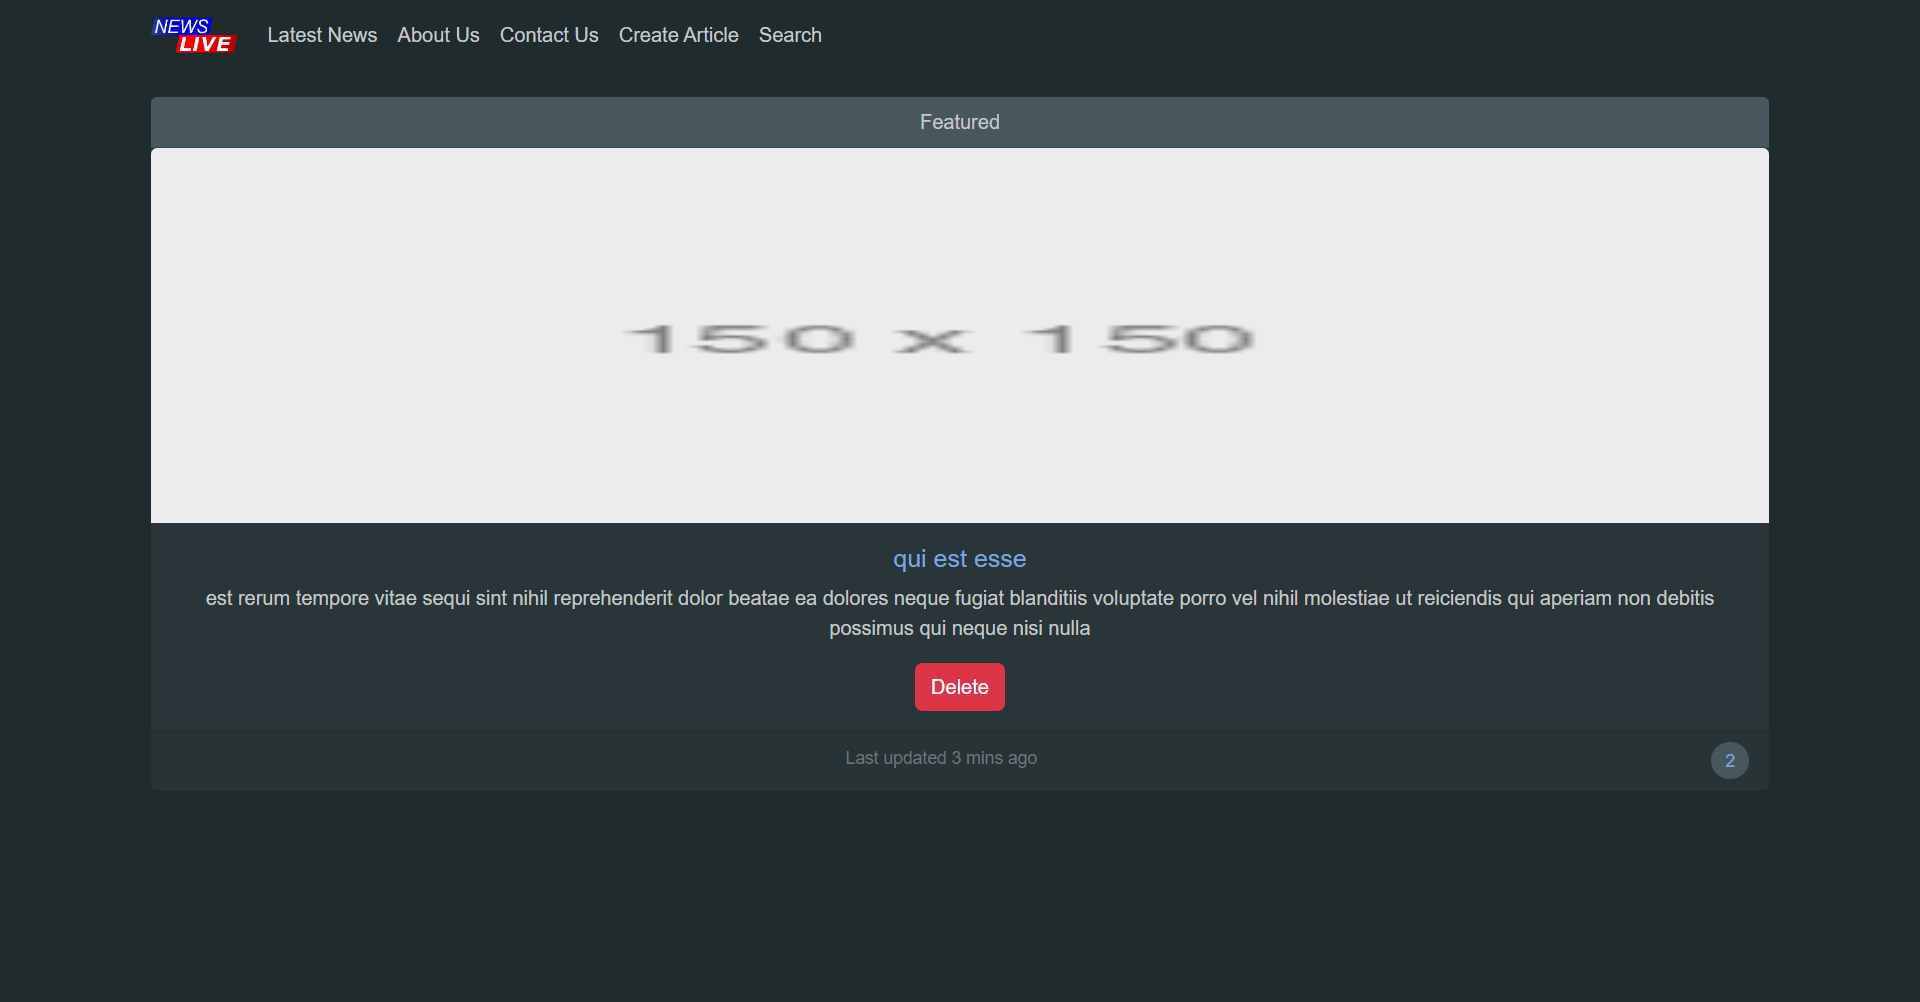 NEWS
LIVE
Latest News About Us Contact Us Create Article Search
Featured
150 x 150
qui est esse
est rerum tempore vitae sequi sint nihil reprehenderit dolor beatae ea dolores neque fugiat blanditiis voluptate porro vel nihil molestiae ut reiciendis qui aperiam non debitis
possimus qui neque nisi nulla
Delete
Last updated 3 mins ago
2